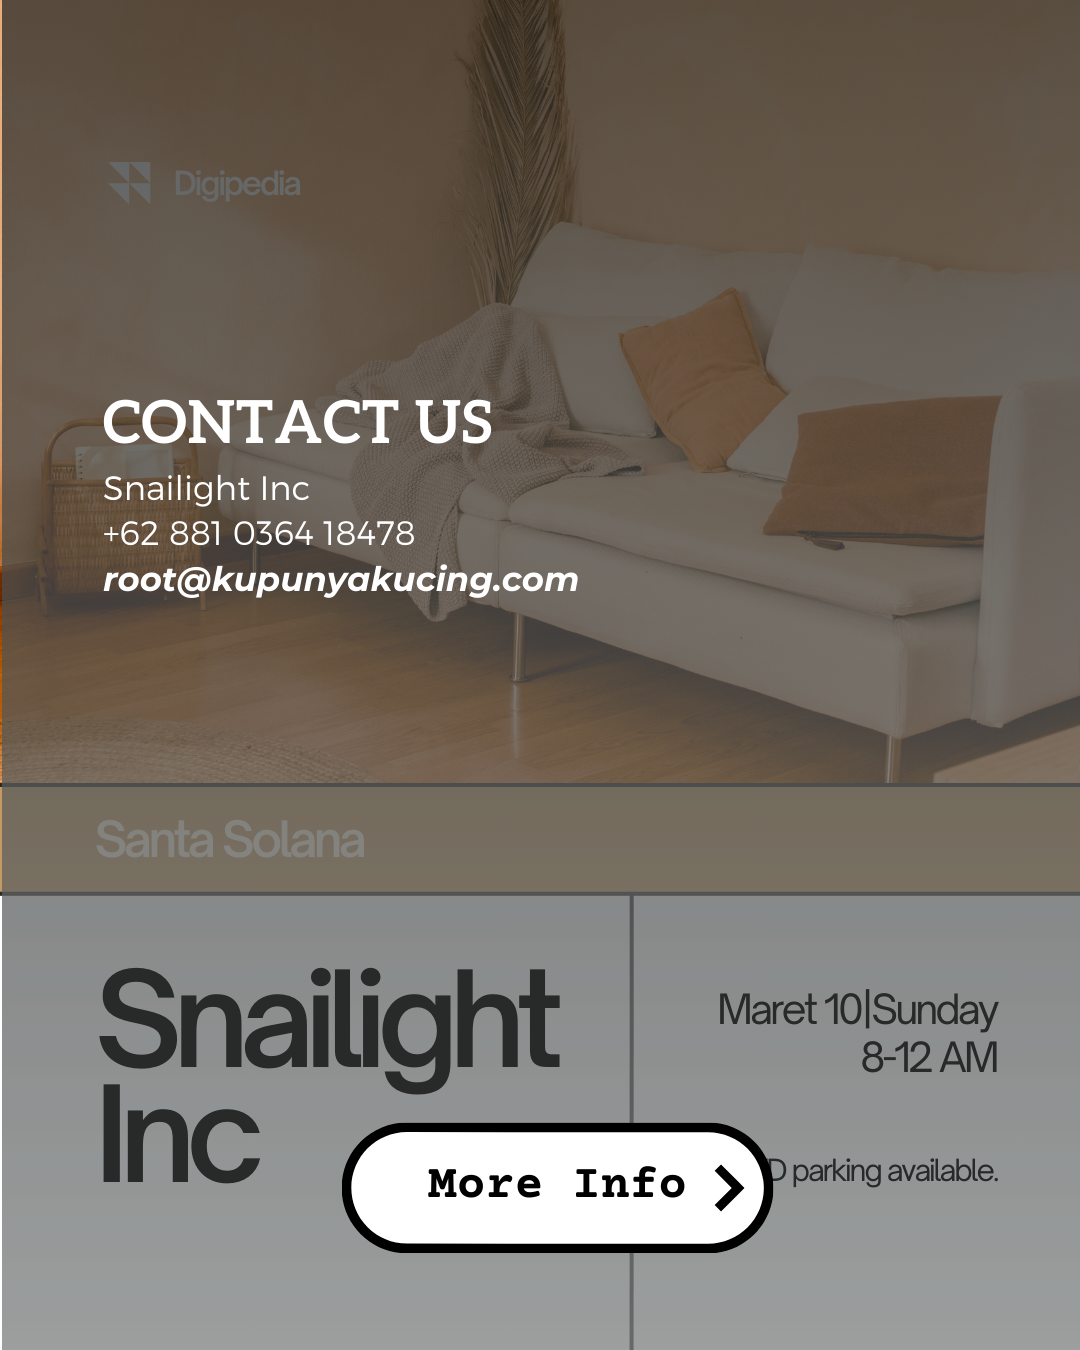 Digipedia
CONTACT US
Snailight Inc
+62 881 0364 18478
root@kupunyakucing.com
Santa Solana
Snailight
Inc
Maret 10|Sunday
8-12 AM
parking available.
More Info